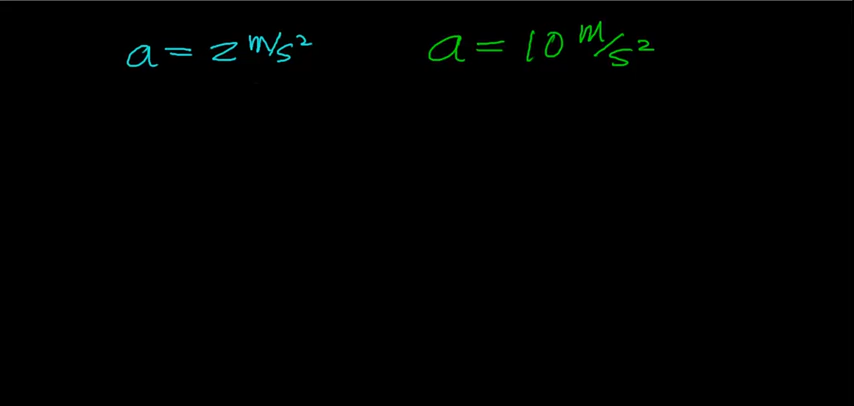 a = 2 m/s² a = 10 m/s²